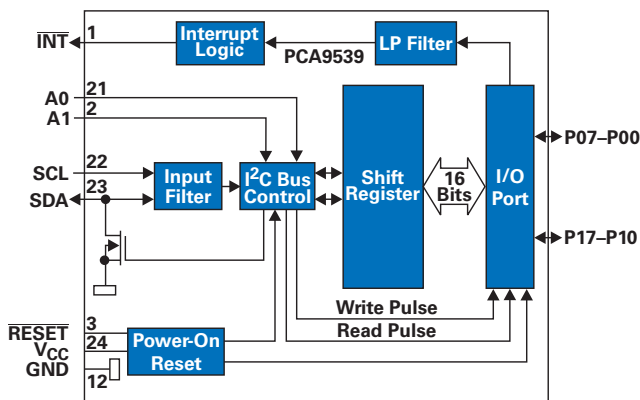 1
INT
Interrupt
Logic
PCA9539
LP Filter
21
A0
2
A1
22
SCL
23
SDA
Input
Filter
I²C Bus
Control
Shift
Register
16
Bits
I/O
Port
P07–P00
P17–P10
Write Pulse
Read Pulse
3
RESET
24
VCC
GND
12
Power-On
Reset